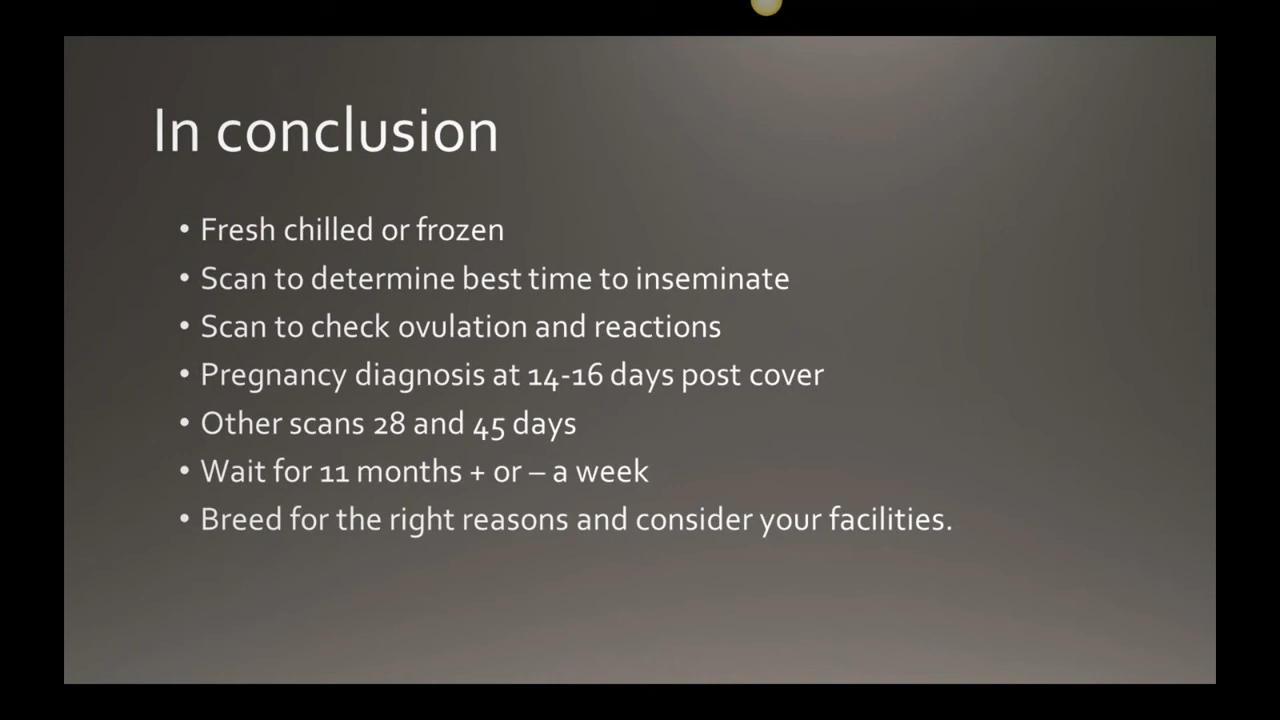 In conclusion
• Fresh chilled or frozen
• Scan to determine best time to inseminate
• Scan to check ovulation and reactions
• Pregnancy diagnosis at 14-16 days post cover
• Other scans 28 and 45 days
• Wait for 11 months + or – a week
• Breed for the right reasons and consider your facilities.